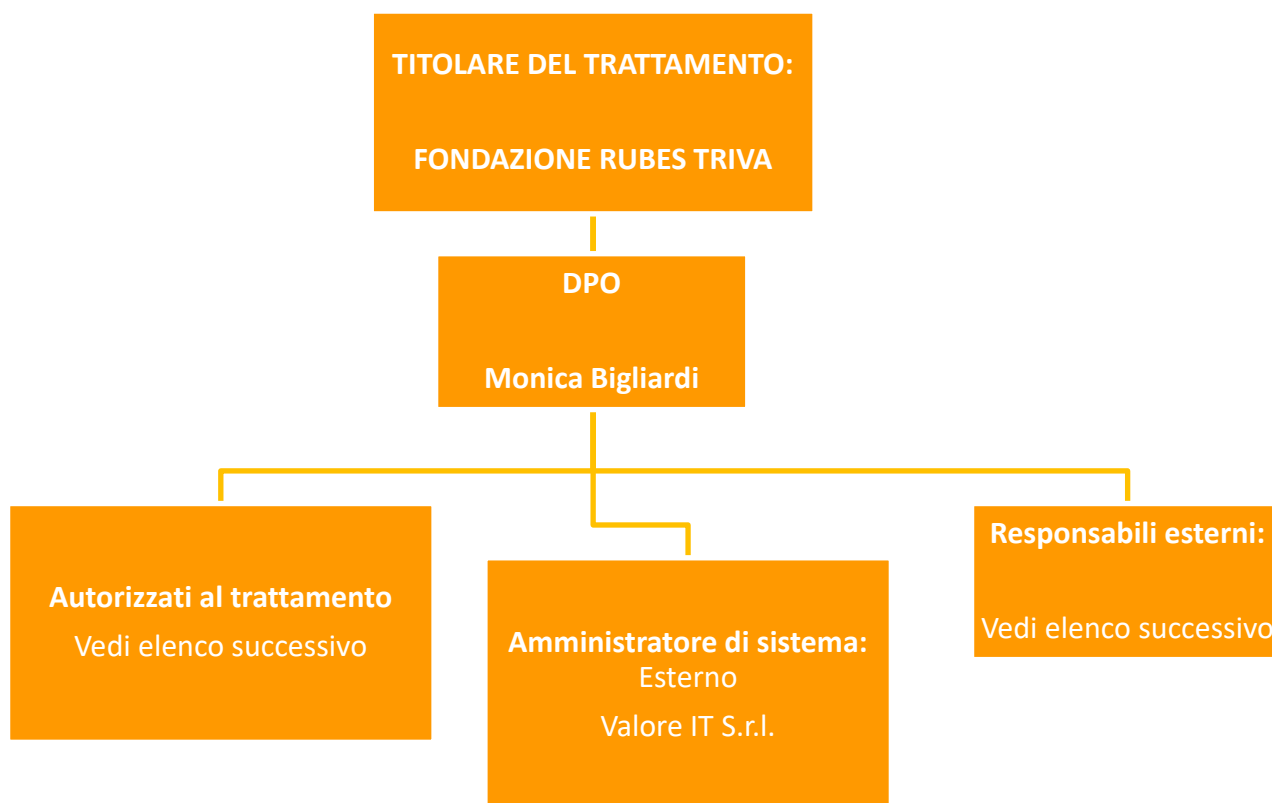 TITOLARE DEL TRATTAMENTO:
FONDAZIONE RUBES TRIVA
DPO
Monica Bigliardi
Autorizzati al trattamento
Vedi elenco successivo
Amministratore di sistema:
Esterno
Valore IT S.r.l.
Responsabili esterni:
Vedi elenco successivo